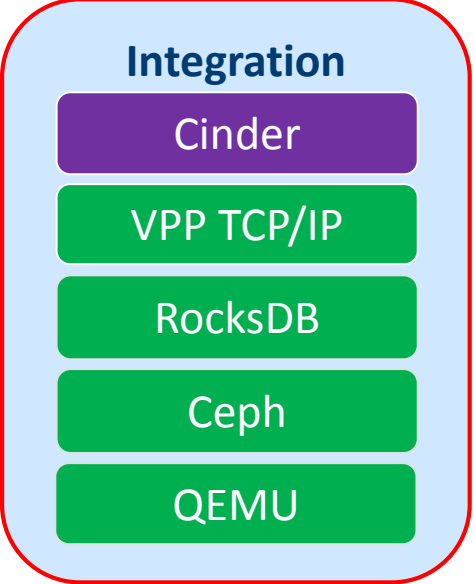 Integration
Cinder
VPP TCP/IP
RocksDB
Ceph
QEMU